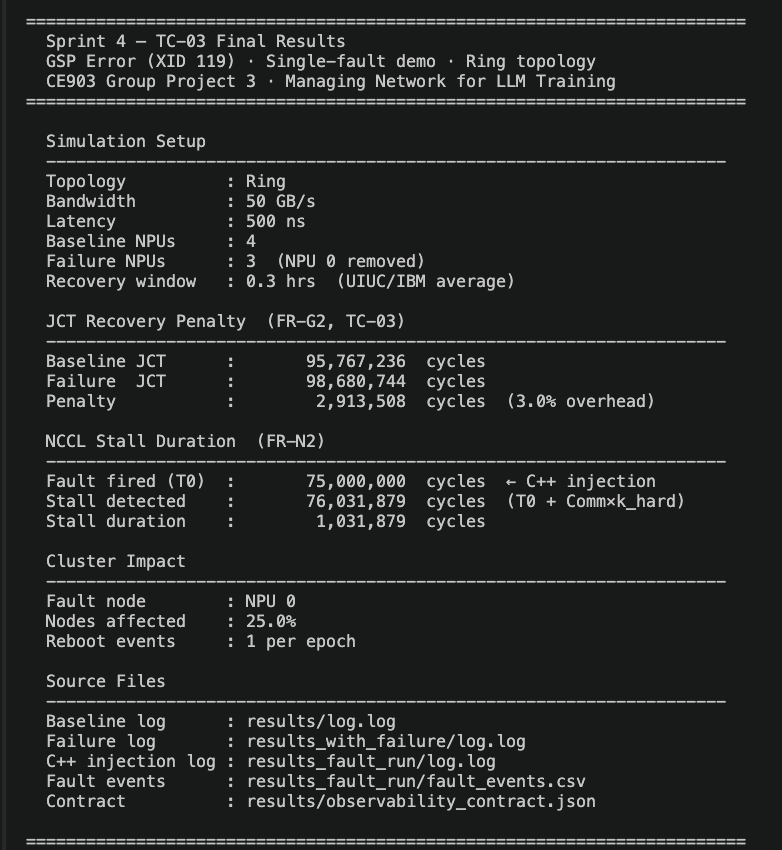 Sprint 4 — TC-03 Final Results
GSP Error (XID 119) · Single-fault demo · Ring topology
CE903 Group Project 3 · Managing Network for LLM Training
Simulation Setup
Topology : Ring
Bandwidth : 50 GB/s
Latency : 500 ns
Baseline NPUs : 4
Failure NPUs : 3 (NPU 0 removed)
Recovery window : 0.3 hrs (UIUC/IBM average)
JCT Recovery Penalty (FR-G2, TC-03)
Baseline JCT : 95,767,236 cycles
Failure JCT : 98,680,744 cycles
Penalty : 2,913,508 cycles (3.0% overhead)
NCCL Stall Duration (FR-N2)
Fault fired (T0) : 75,000,000 cycles ← C++ injection
Stall detected : 76,031,879 cycles (T0 + Comm×k_hard)
Stall duration : 1,031,879 cycles
Cluster Impact
Fault node : NPU 0
Nodes affected : 25.0%
Reboot events : 1 per epoch
Source Files
Baseline log : results/log.log
Failure log : results_with_failure/log.log
C++ injection log : results_fault_run/log.log
Fault events : results_fault_run/fault_events.csv
Contract : results/observability_contract.json